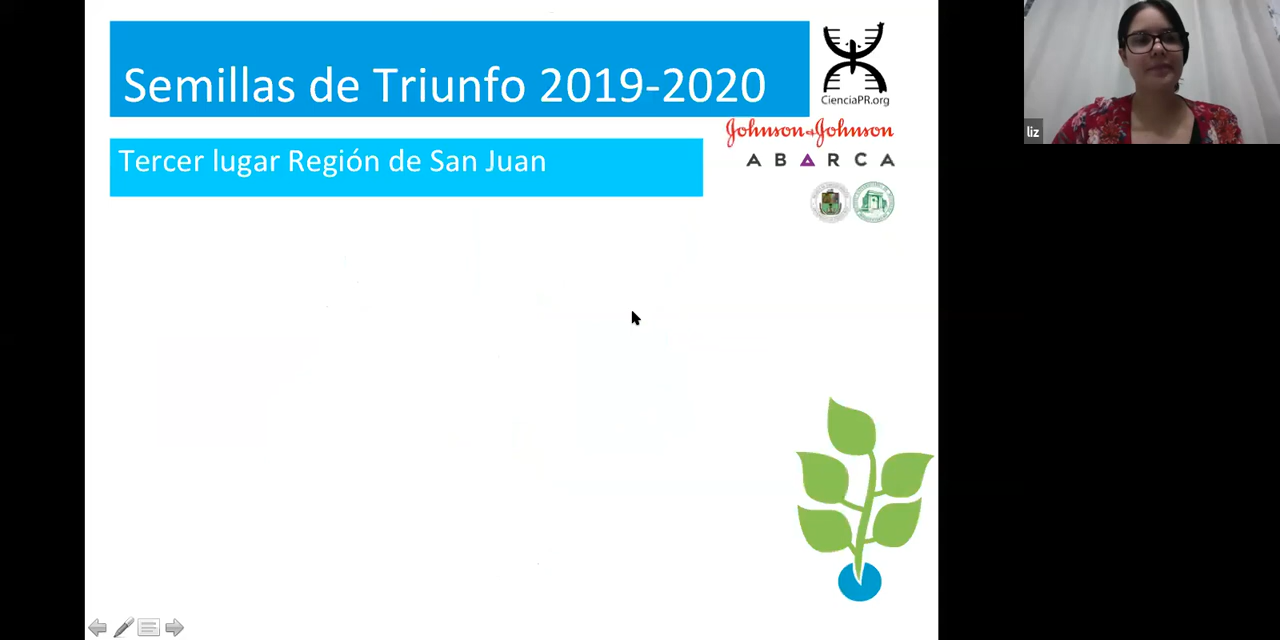 Semillas de Triunfo 2019-2020
CienciaPR.org
Johnson & Johnson
ABARCA
Tercer lugar Región de San Juan
liz